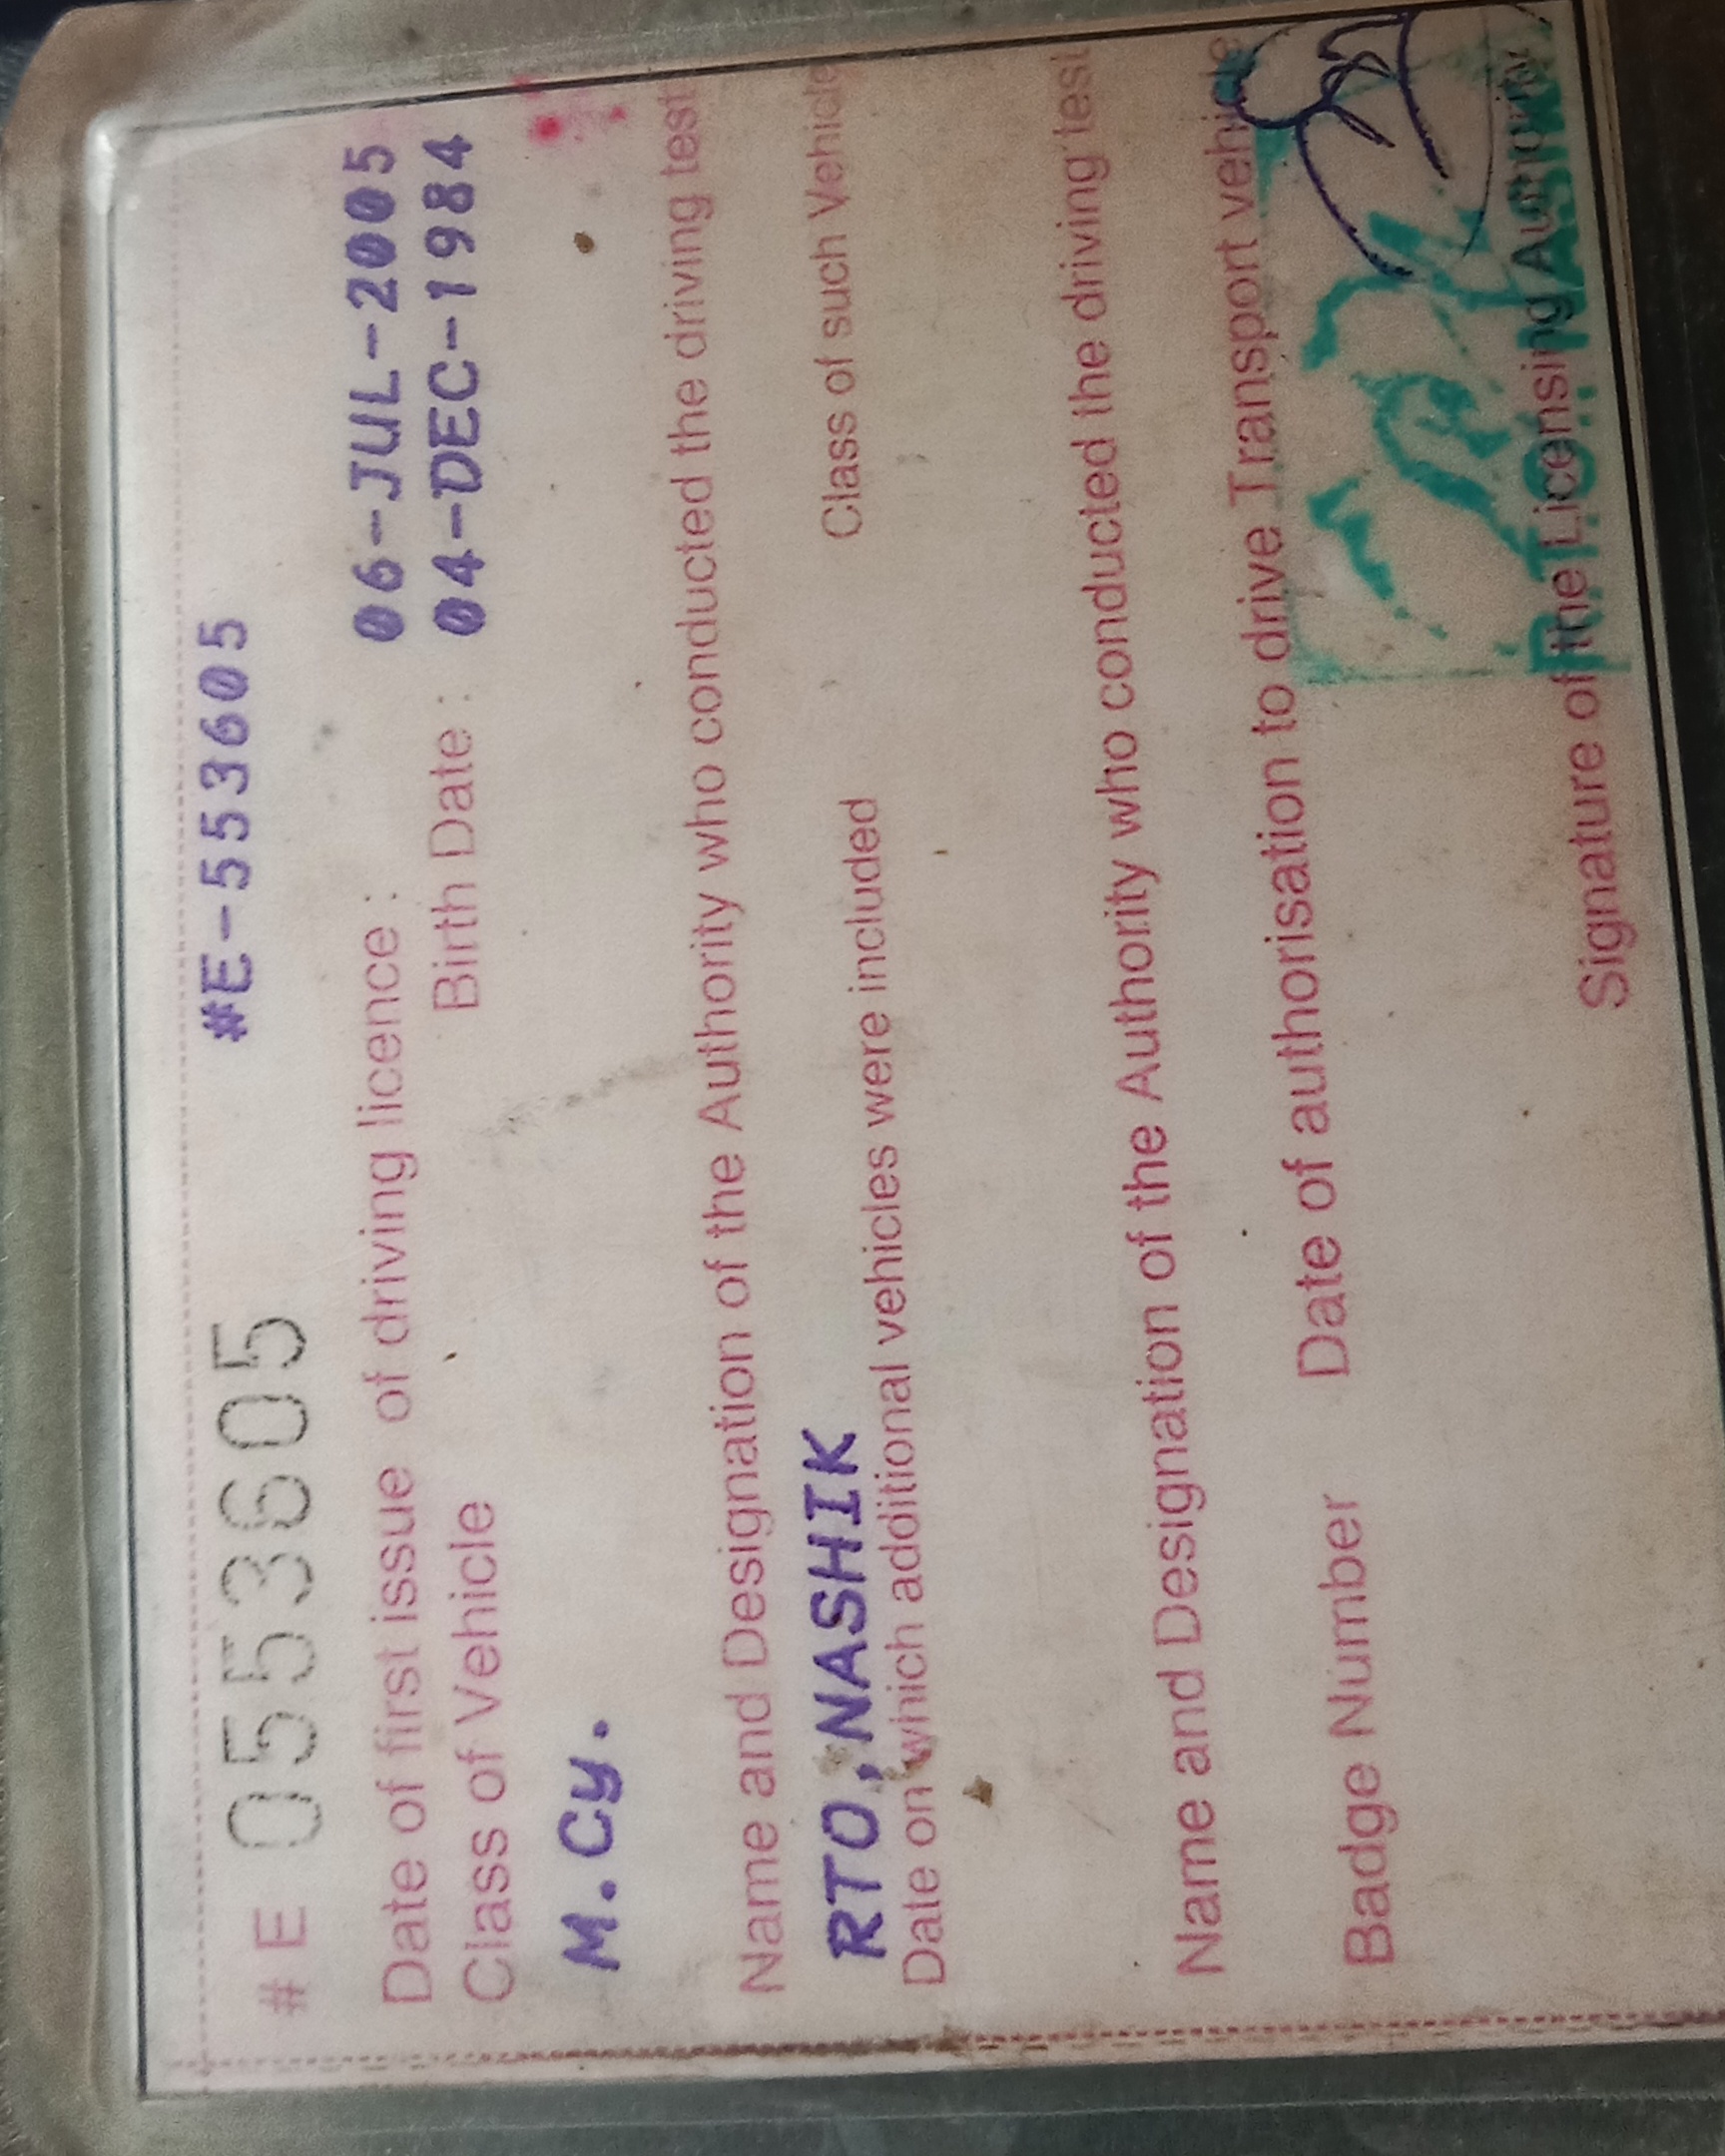 #E 0553605 #E-553605
Date of first issue of driving licence : 06-JUL-2005
Class of Vehicle Birth Date : 04-DEC-1984
M.Cy.
Name and Designation of the Authority who conducted the driving test
RTO,NASHIK
Date on which additional vehicles were included Class of such Vehicle
Name and Designation of the Authority who conducted the driving test
Badge Number Date of authorisation to drive Transport vehicle
Signature of the Licensing Authority